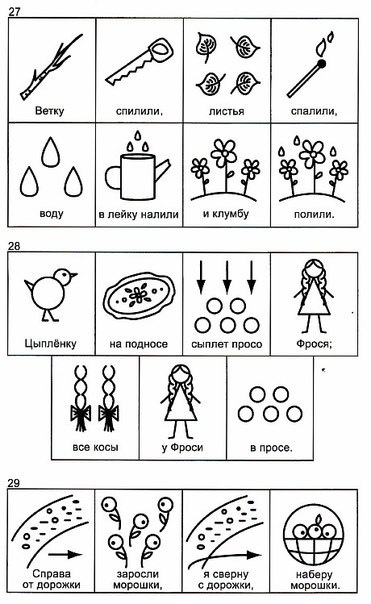 27
Ветку спилили, листья спалили,
воду в лейку налили и клумбу полили.
28
Цыплёнку на подносе сыплет просо Фрося;
все косы у Фроси в просе.
29
Справа заросли я сверну наберу
от дорожки морошки, с дорожки, морошки.